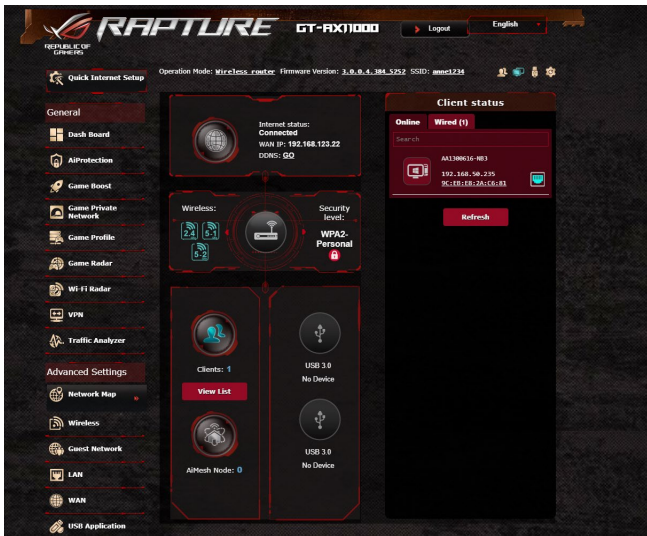 REPUBLIC OF
GAMERS
RAPTURE
GT-AX11000
Logout
English
Quick Internet Setup
Operation Mode: Wireless router Firmware Version: 3.0.0.4.384_5252 SSID: anne1234
General
Dash Board
AiProtection
Game Boost
Game Private
Network
Game Profile
Game Radar
Wi-Fi Radar
VPN
Traffic Analyzer
Advanced Settings
Network Map
Wireless
Guest Network
LAN
WAN
USB Application
Internet status:
Connected
WAN IP: 192.168.123.22
DDNS: GO
Wireless:
2.4 5-1
5-2
Security
level:
WPA2-
Personal
Clients: 1
View List
AiMesh Node: 0
USB 3.0
No Device
USB 3.0
No Device
Client status
Online Wired (1)
Search
AA1300616-NB3
192.168.50.235
9C:EB:E8:2A:C6:81
Refresh